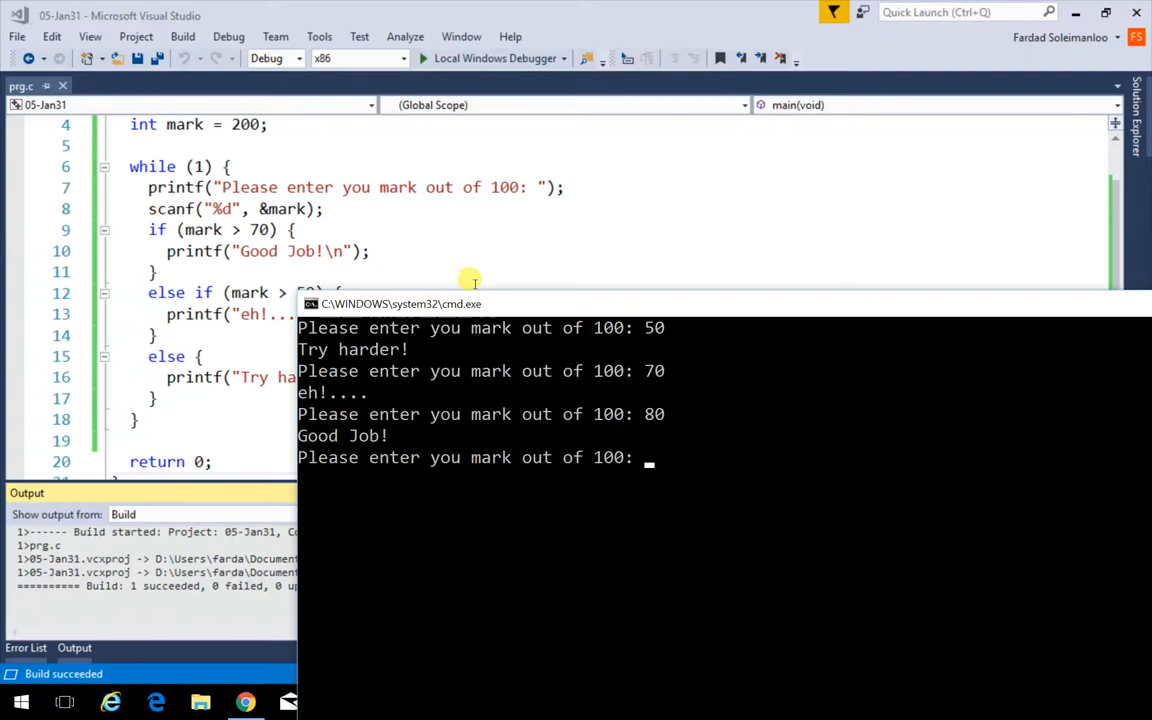 05-Jan31 - Microsoft Visual Studio
Quick Launch (Ctrl+Q)
File Edit View Project Build Debug Team Tools Test Analyze Window Help
Fardad Soleimanloo FS
Debug x86 Local Windows Debugger
prg.c
05-Jan31 (Global Scope) main(void)
Solution Explorer
4 int mark = 200;
5
6 while (1) {
7 printf("Please enter you mark out of 100: ");
8 scanf("%d", &mark);
9 if (mark > 70) {
10 printf("Good Job!\n");
11 }
12 else if (mark > 50) {
13 printf("eh!...
14 }
15 else {
16 printf("Try ha
17 }
18 }
19
20 return 0;
C:\WINDOWS\system32\cmd.exe
Please enter you mark out of 100: 50
Try harder!
Please enter you mark out of 100: 70
eh!....
Please enter you mark out of 100: 80
Good Job!
Please enter you mark out of 100: _
Output
Show output from: Build
1>------ Build started: Project: 05-Jan31, Co
1>prg.c
1>05-Jan31.vcxproj -> D:\Users\farda\Document
1>05-Jan31.vcxproj -> D:\Users\farda\Document
========== Build: 1 succeeded, 0 failed, 0 up
Error List Output
Build succeeded